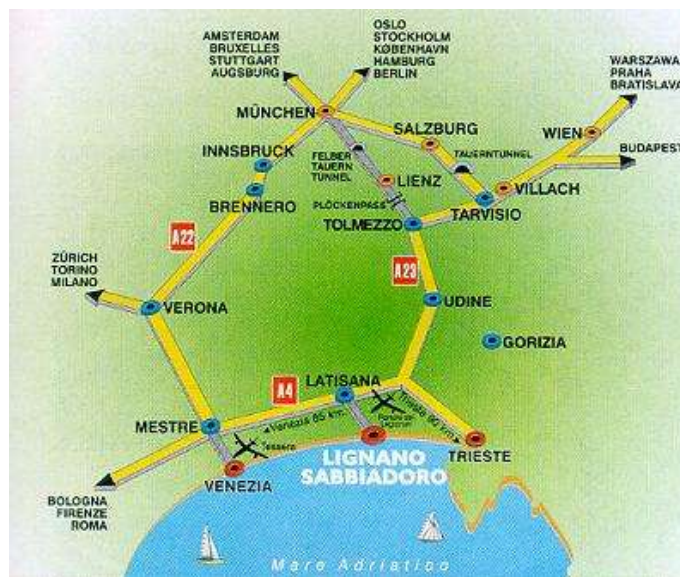 AMSTERDAM
BRUXELLES
STUTTGART
AUGSBURG
OSLO
STOCKHOLM
KØBENHAVN
HAMBURG
BERLIN
WARSZAWA
PRAHA
BRATISLAVA
MÜNCHEN
SALZBURG
WIEN
BUDAPEST
INNSBRUCK
FELBER
TAUERN
TUNNEL
TAUERNTUNNEL
LIENZ
VILLACH
BRENNERO
PLÖCKENPASS
TARVISIO
TOLMEZZO
A22
ZÜRICH
TORINO
MILANO
A23
VERONA
UDINE
GORIZIA
A4
LATISANA
MESTRE
Venezia 85 km.
Trieste 90 km
Tessera
LIGNANO
SABBIADORO
TRIESTE
VENEZIA
BOLOGNA
FIRENZE
ROMA
Mare Adriatico